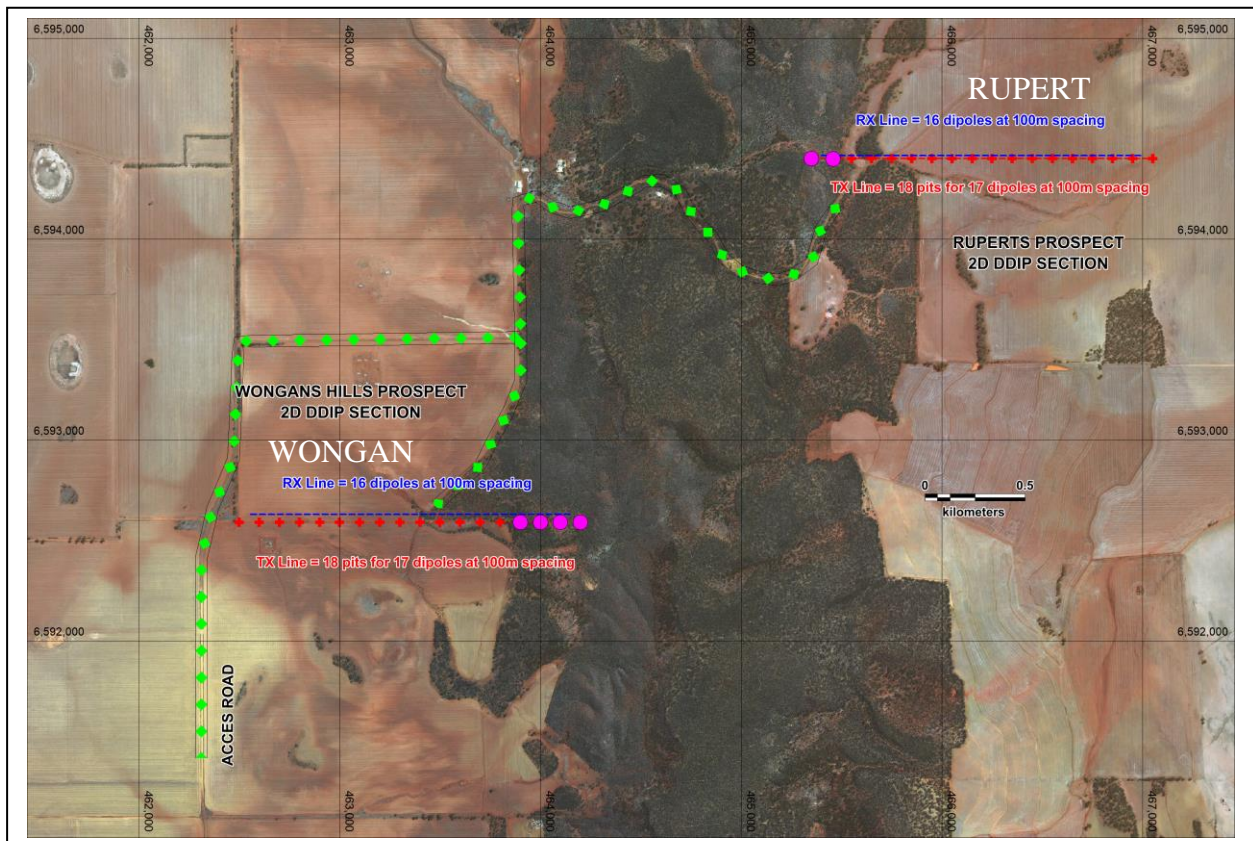 462,000
463,000
464,000
465,000
466,000
467,000
6,595,000
6,595,000
RUPERT
RX Line = 16 dipoles at 100m spacing
TX Line = 18 pits for 17 dipoles at 100m spacing
6,594,000
6,594,000
RUPERTS PROSPECT
2D DDIP SECTION
WONGANS HILLS PROSPECT
2D DDIP SECTION
6,593,000
6,593,000
WONGAN
RX Line = 16 dipoles at 100m spacing
0 0.5
kilometers
TX Line = 18 pits for 17 dipoles at 100m spacing
6,592,000
6,592,000
ACCES ROAD
462,000
463,000
464,000
465,000
466,000
467,000